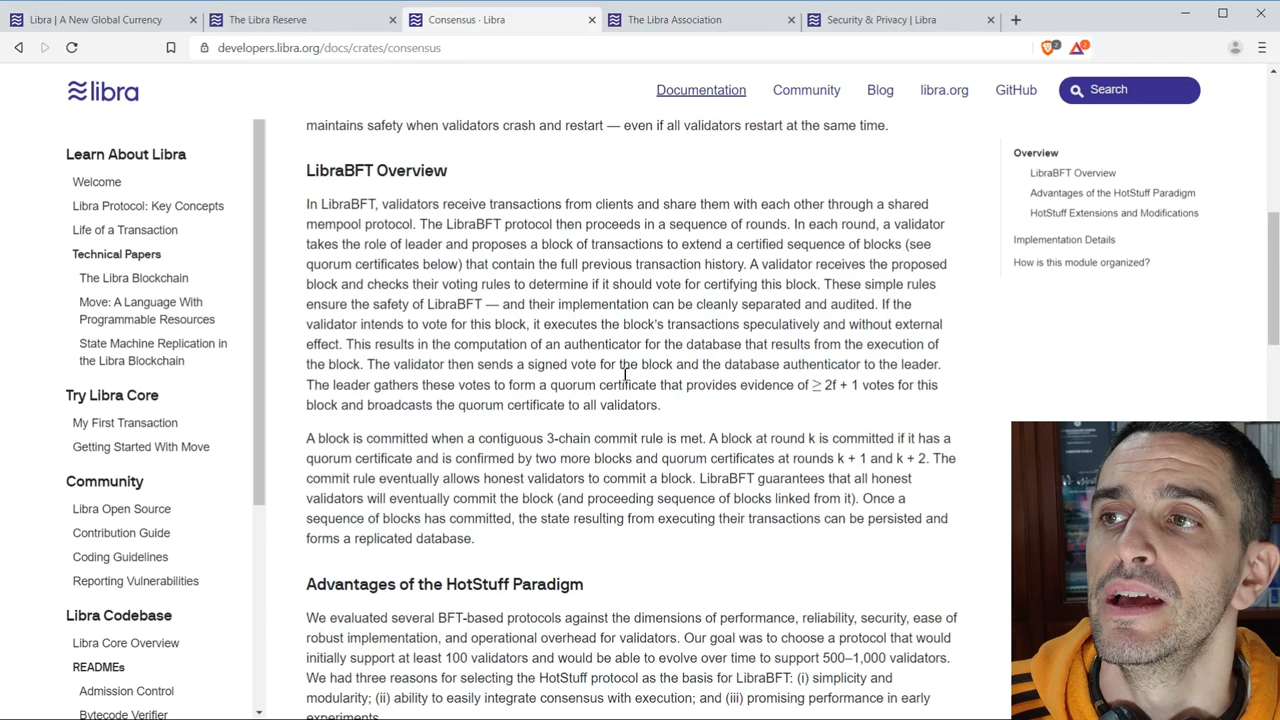 Libra | A New Global Currency
The Libra Reserve
Consensus · Libra
The Libra Association
Security & Privacy | Libra
developers.libra.org/docs/crates/consensus
2
2
libra
Documentation
Community
Blog
libra.org
GitHub
Search
Learn About Libra
Welcome
Libra Protocol: Key Concepts
Life of a Transaction
Technical Papers
The Libra Blockchain
Move: A Language With
Programmable Resources
State Machine Replication in
the Libra Blockchain
Try Libra Core
My First Transaction
Getting Started With Move
Community
Libra Open Source
Contribution Guide
Coding Guidelines
Reporting Vulnerabilities
Libra Codebase
Libra Core Overview
READMEs
Admission Control
Bytecode Verifier
maintains safety when validators crash and restart — even if all validators restart at the same time.
LibraBFT Overview
In LibraBFT, validators receive transactions from clients and share them with each other through a shared
mempool protocol. The LibraBFT protocol then proceeds in a sequence of rounds. In each round, a validator
takes the role of leader and proposes a block of transactions to extend a certified sequence of blocks (see
quorum certificates below) that contain the full previous transaction history. A validator receives the proposed
block and checks their voting rules to determine if it should vote for certifying this block. These simple rules
ensure the safety of LibraBFT — and their implementation can be cleanly separated and audited. If the
validator intends to vote for this block, it executes the block's transactions speculatively and without external
effect. This results in the computation of an authenticator for the database that results from the execution of
the block. The validator then sends a signed vote for the block and the database authenticator to the leader.
The leader gathers these votes to form a quorum certificate that provides evidence of ≥ 2f + 1 votes for this
block and broadcasts the quorum certificate to all validators.
A block is committed when a contiguous 3-chain commit rule is met. A block at round k is committed if it has a
quorum certificate and is confirmed by two more blocks and quorum certificates at rounds k + 1 and k + 2. The
commit rule eventually allows honest validators to commit a block. LibraBFT guarantees that all honest
validators will eventually commit the block (and proceeding sequence of blocks linked from it). Once a
sequence of blocks has committed, the state resulting from executing their transactions can be persisted and
forms a replicated database.
Advantages of the HotStuff Paradigm
We evaluated several BFT-based protocols against the dimensions of performance, reliability, security, ease of
robust implementation, and operational overhead for validators. Our goal was to choose a protocol that would
initially support at least 100 validators and would be able to evolve over time to support 500–1,000 validators.
We had three reasons for selecting the HotStuff protocol as the basis for LibraBFT: (i) simplicity and
modularity; (ii) ability to easily integrate consensus with execution; and (iii) promising performance in early
experiments.
Overview
LibraBFT Overview
Advantages of the HotStuff Paradigm
HotStuff Extensions and Modifications
Implementation Details
How is this module organized?